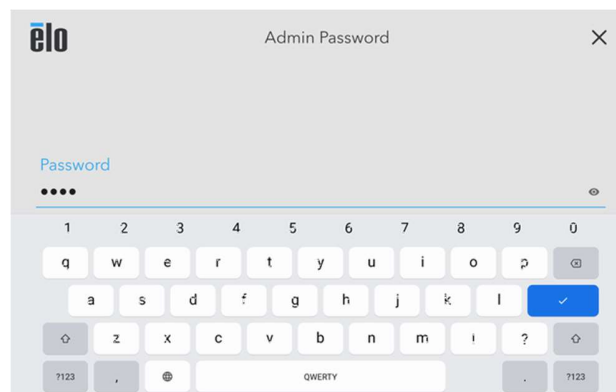 ēlo
Admin Password
Password
••••
1 2 3 4 5 6 7 8 9 0
q w e r t y u i o p
a s d f g h j k l
z x c v b n m ! ?
?123 , QWERTY . ?123